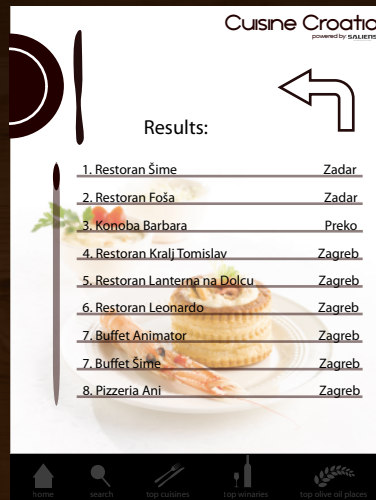 Cuisine Croatia
powered by SALIENS
Results:
1. Restoran Šime Zadar
2. Restoran Foša Zadar
3. Konoba Barbara Preko
4. Restoran Kralj Tomislav Zagreb
5. Restoran Lanterna na Dolcu Zagreb
6. Restoran Leonardo Zagreb
7. Buffet Animator Zagreb
7. Buffet Šime Zagreb
8. Pizzeria Ani Zagreb
home search top cuisines top winaries top olive oil places